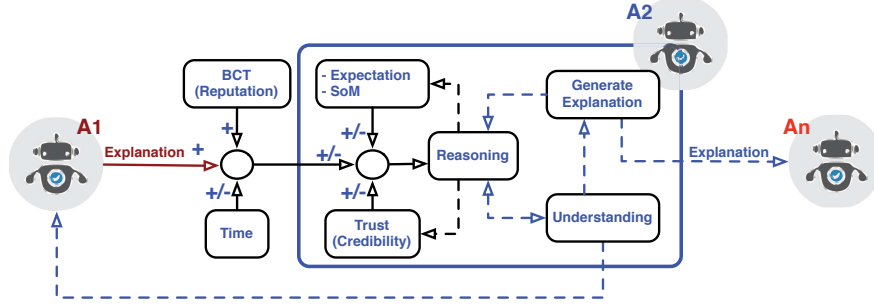 A2
BCT
(Reputation)
- Expectation
- SoM
Generate
Explanation
A1
An
+
+/-
Explanation
+
+/-
Reasoning
Explanation
+/-
+/-
Time
Trust
(Credibility)
Understanding